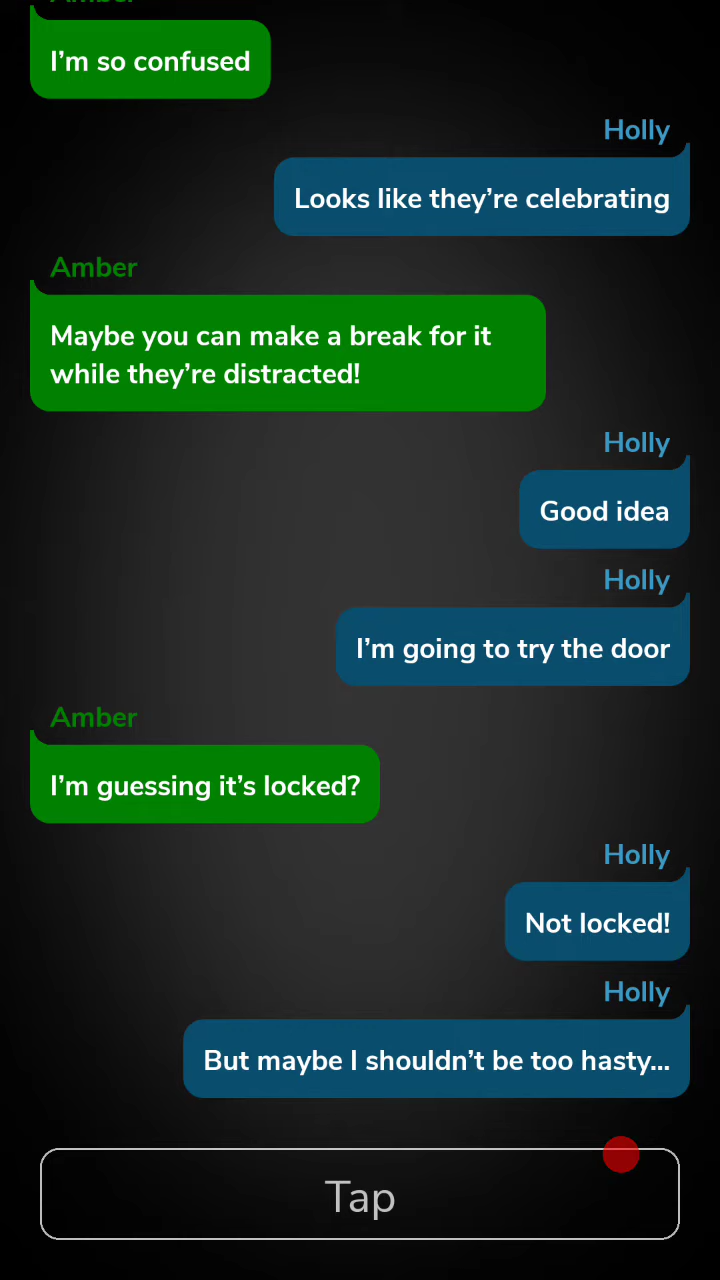 Amber
I’m so confused
Holly
Looks like they’re celebrating
Amber
Maybe you can make a break for it
while they’re distracted!
Holly
Good idea
Holly
I’m going to try the door
Amber
I’m guessing it’s locked?
Holly
Not locked!
Holly
But maybe I shouldn’t be too hasty...
Tap